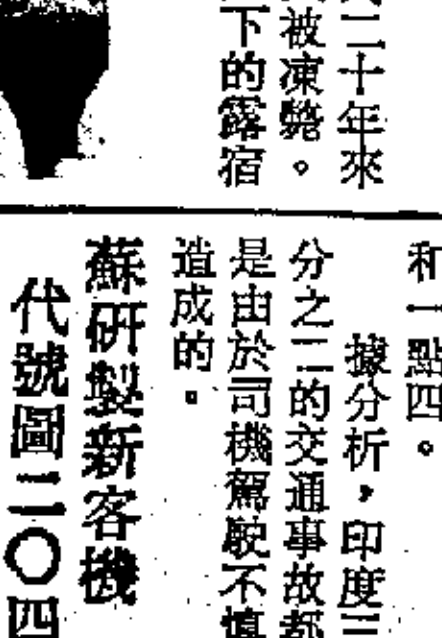 二十年來
被凍斃。
下的露宿
和一點四。
據分析，印度三
分之二的交通事故都
是由於司機駕駛不慎
造成的。
蘇研製新客機
代號圖二〇四